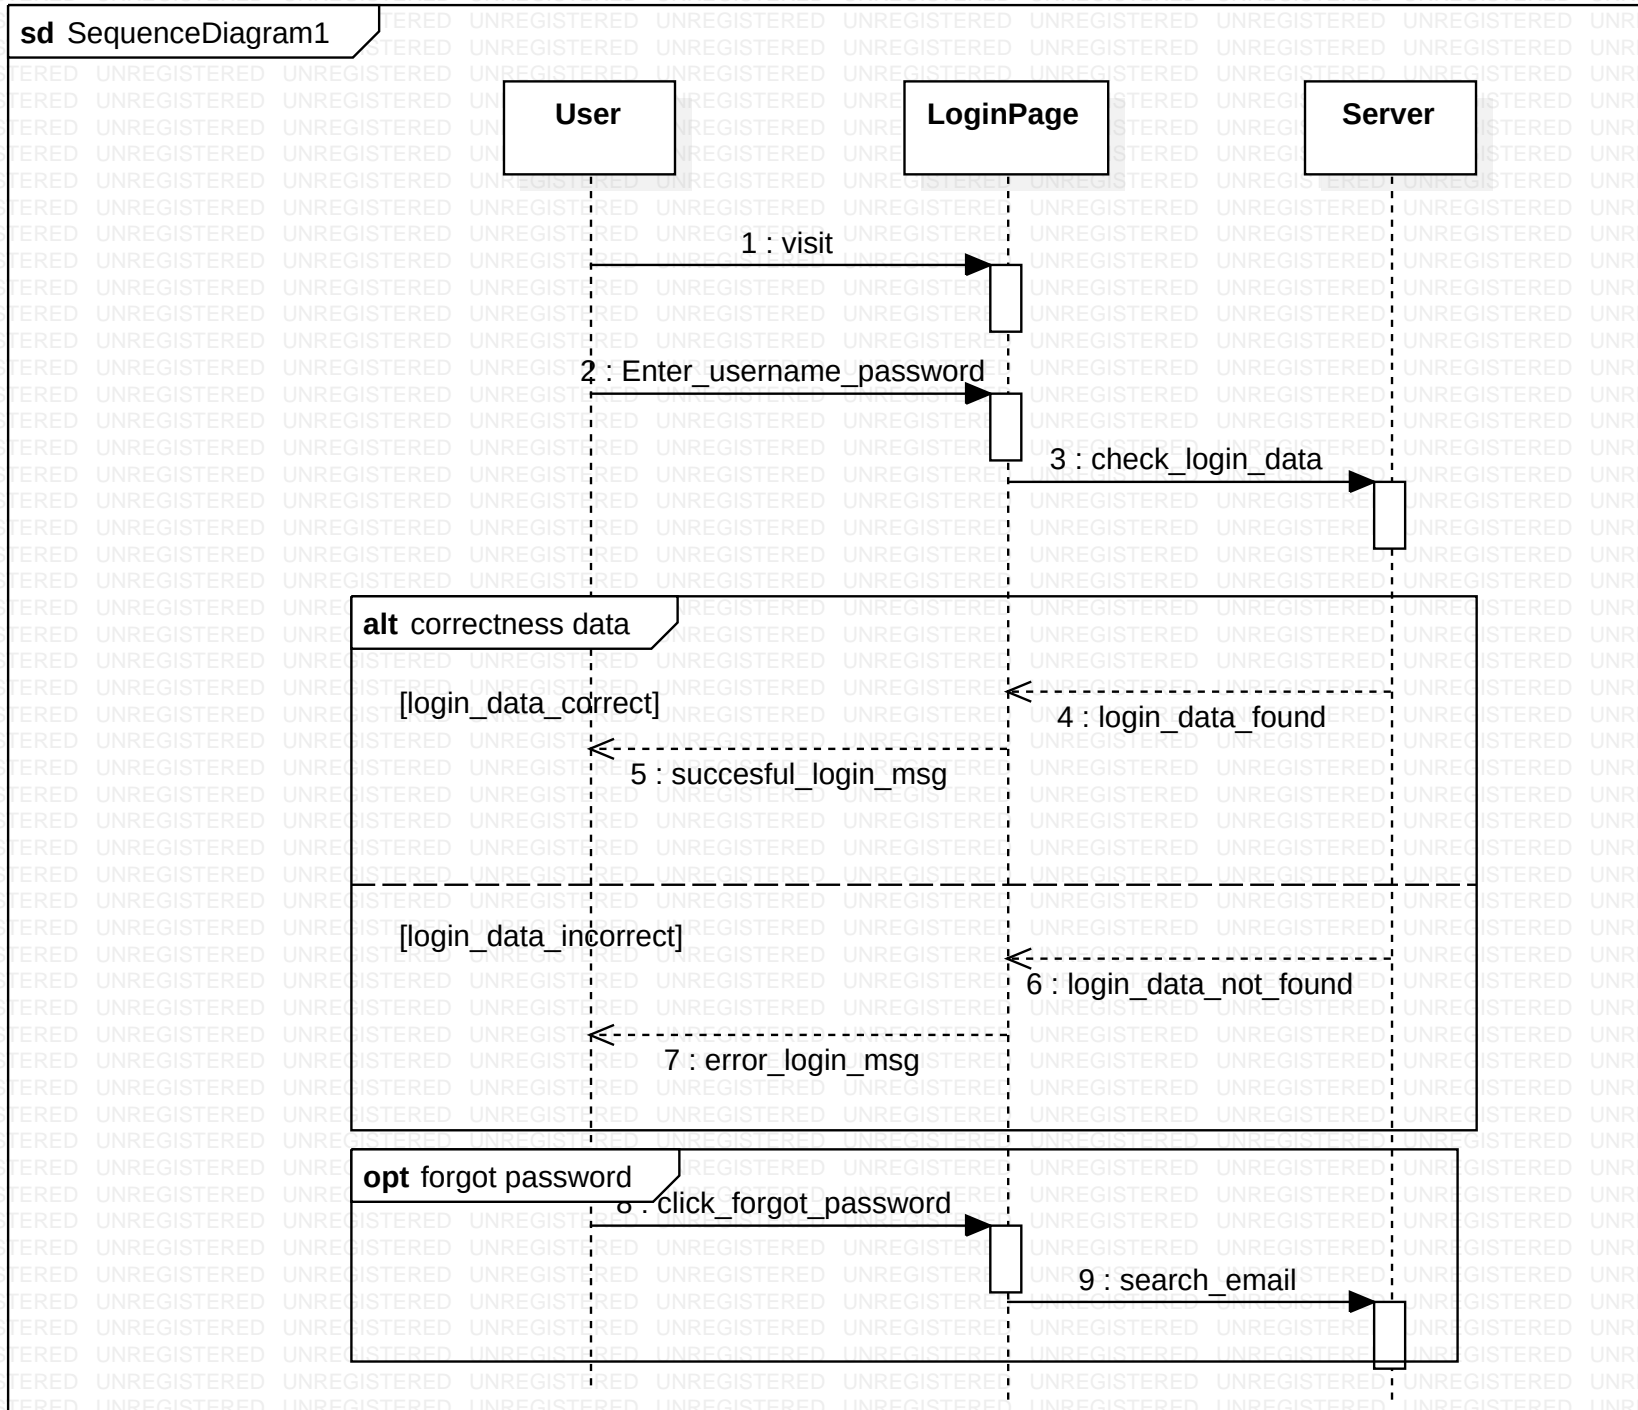 sd SequenceDiagram1
User
LoginPage
Server
1 : visit
2 : Enter_username_password
3 : check_login_data
alt correctness data
[login_data_correct]
4 : login_data_found
5 : succesful_login_msg
[login_data_incorrect]
6 : login_data_not_found
7 : error_login_msg
opt forgot password
8 : click_forgot_password
9 : search_email
UNREGISTERED